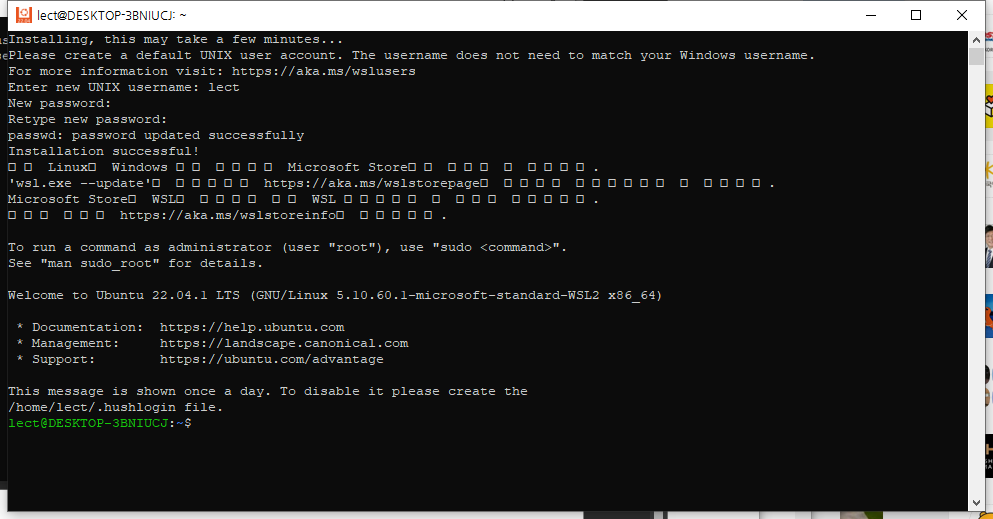 lect@DESKTOP-3BNIUCJ: ~
Installing, this may take a few minutes...
Please create a default UNIX user account. The username does not need to match your Windows username.
For more information visit: https://aka.ms/wslusers
Enter new UNIX username: lect
New password:
Retype new password:
passwd: password updated successfully
Installation successful!
□ □  Linux□  Windows □ □  □ □ □ □  Microsoft Store□ □  □ □ □  □  □ □ □ □ .
'wsl.exe --update'□  □ □ □ □ □  https://aka.ms/wslstorepage□  □ □ □ □  □ □ □ □ □ □  □  □ □ □ □ .
Microsoft Store□  WSL□  □ □ □ □  □ □  WSL □ □ □ □ □  □  □ □ □  □ □ □ □ □ .
□ □ □  □ □ □  https://aka.ms/wslstoreinfo□  □ □ □ □ □ .
To run a command as administrator (user "root"), use "sudo <command>".
See "man sudo_root" for details.
Welcome to Ubuntu 22.04.1 LTS (GNU/Linux 5.10.60.1-microsoft-standard-WSL2 x86_64)
* Documentation:  https://help.ubuntu.com
* Management:     https://landscape.canonical.com
* Support:        https://ubuntu.com/advantage
This message is shown once a day. To disable it please create the
/home/lect/.hushlogin file.
lect@DESKTOP-3BNIUCJ:~$